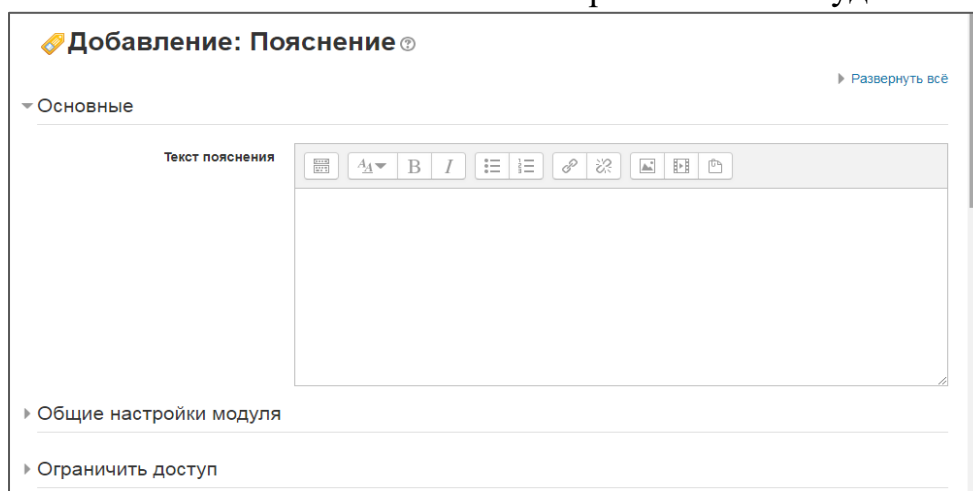 Добавление: Пояснение
Развернуть всё
Основные
Текст пояснения
Общие настройки модуля
Ограничить доступ